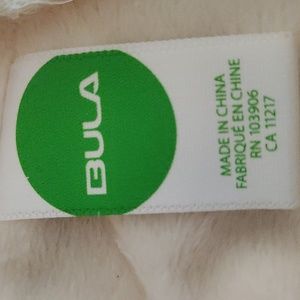 BULA
MADE IN CHINA
FABRIQUÉ EN CHINE
RN 103906
CA 11217